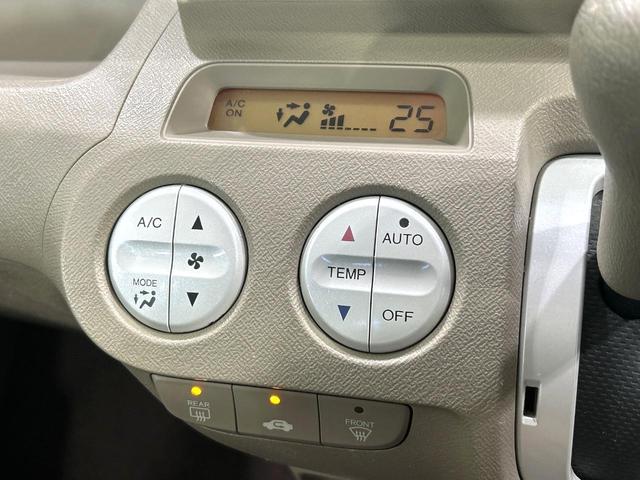 A/C
ON
25
A/C
MODE
TEMP
AUTO
OFF
REAR
FRONT